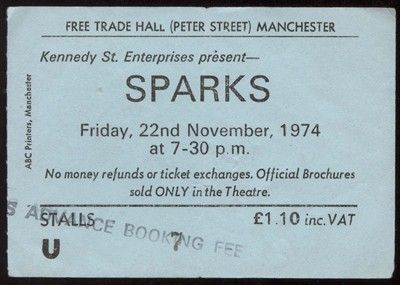 FREE TRADE HALL (PETER STREET) MANCHESTER
Kennedy St. Enterprises present—
SPARKS
Friday, 22nd November, 1974
at 7-30 p.m.
No money refunds or ticket exchanges. Official Brochures
sold ONLY in the Theatre.
STALLS £1.10 inc. VAT
S ADVANCE BOOKING FEE
U 7
ABC Printers, Manchester